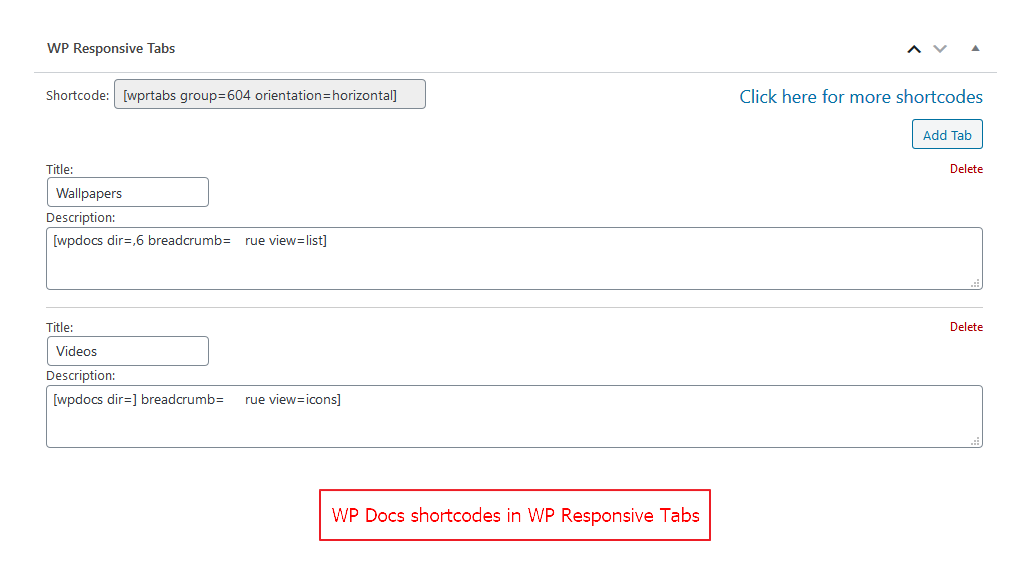 WP Responsive Tabs
Shortcode: [wprtabs group=604 orientation=horizontal]
Click here for more shortcodes
Add Tab
Title:
Delete
Wallpapers
Description:
[wpdocs dir=,6 breadcrumb= rue view=list]
Title:
Delete
Videos
Description:
[wpdocs dir=] breadcrumb= rue view=icons]
WP Docs shortcodes in WP Responsive Tabs